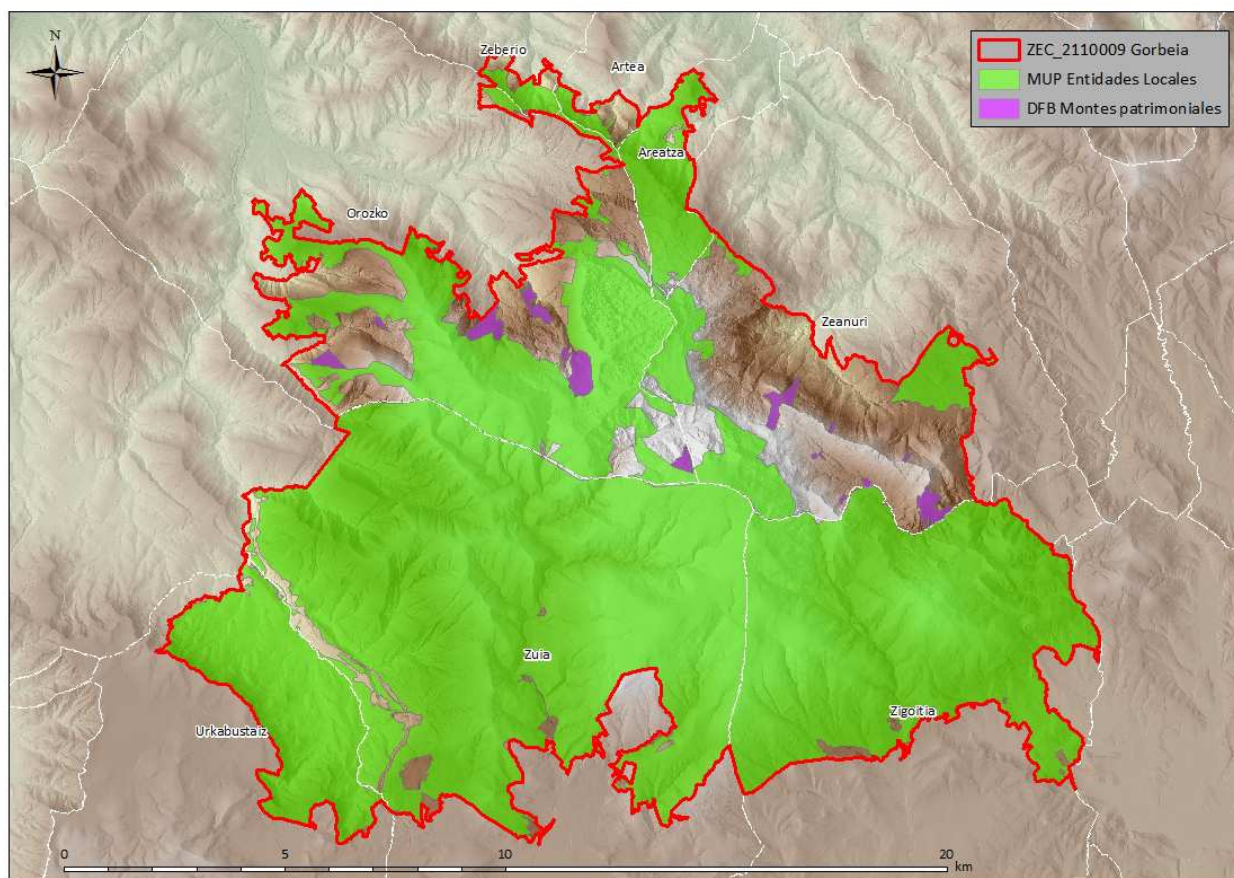 N
ZEC_2110009 Gorbeia
MUP Entidades Locales
DFB Montes patrimoniales
Zeberio
Artea
Areatza
Orozko
Zeanuri
Zuia
Zigoitia
Urkabustaiz
0 5 10 20
km